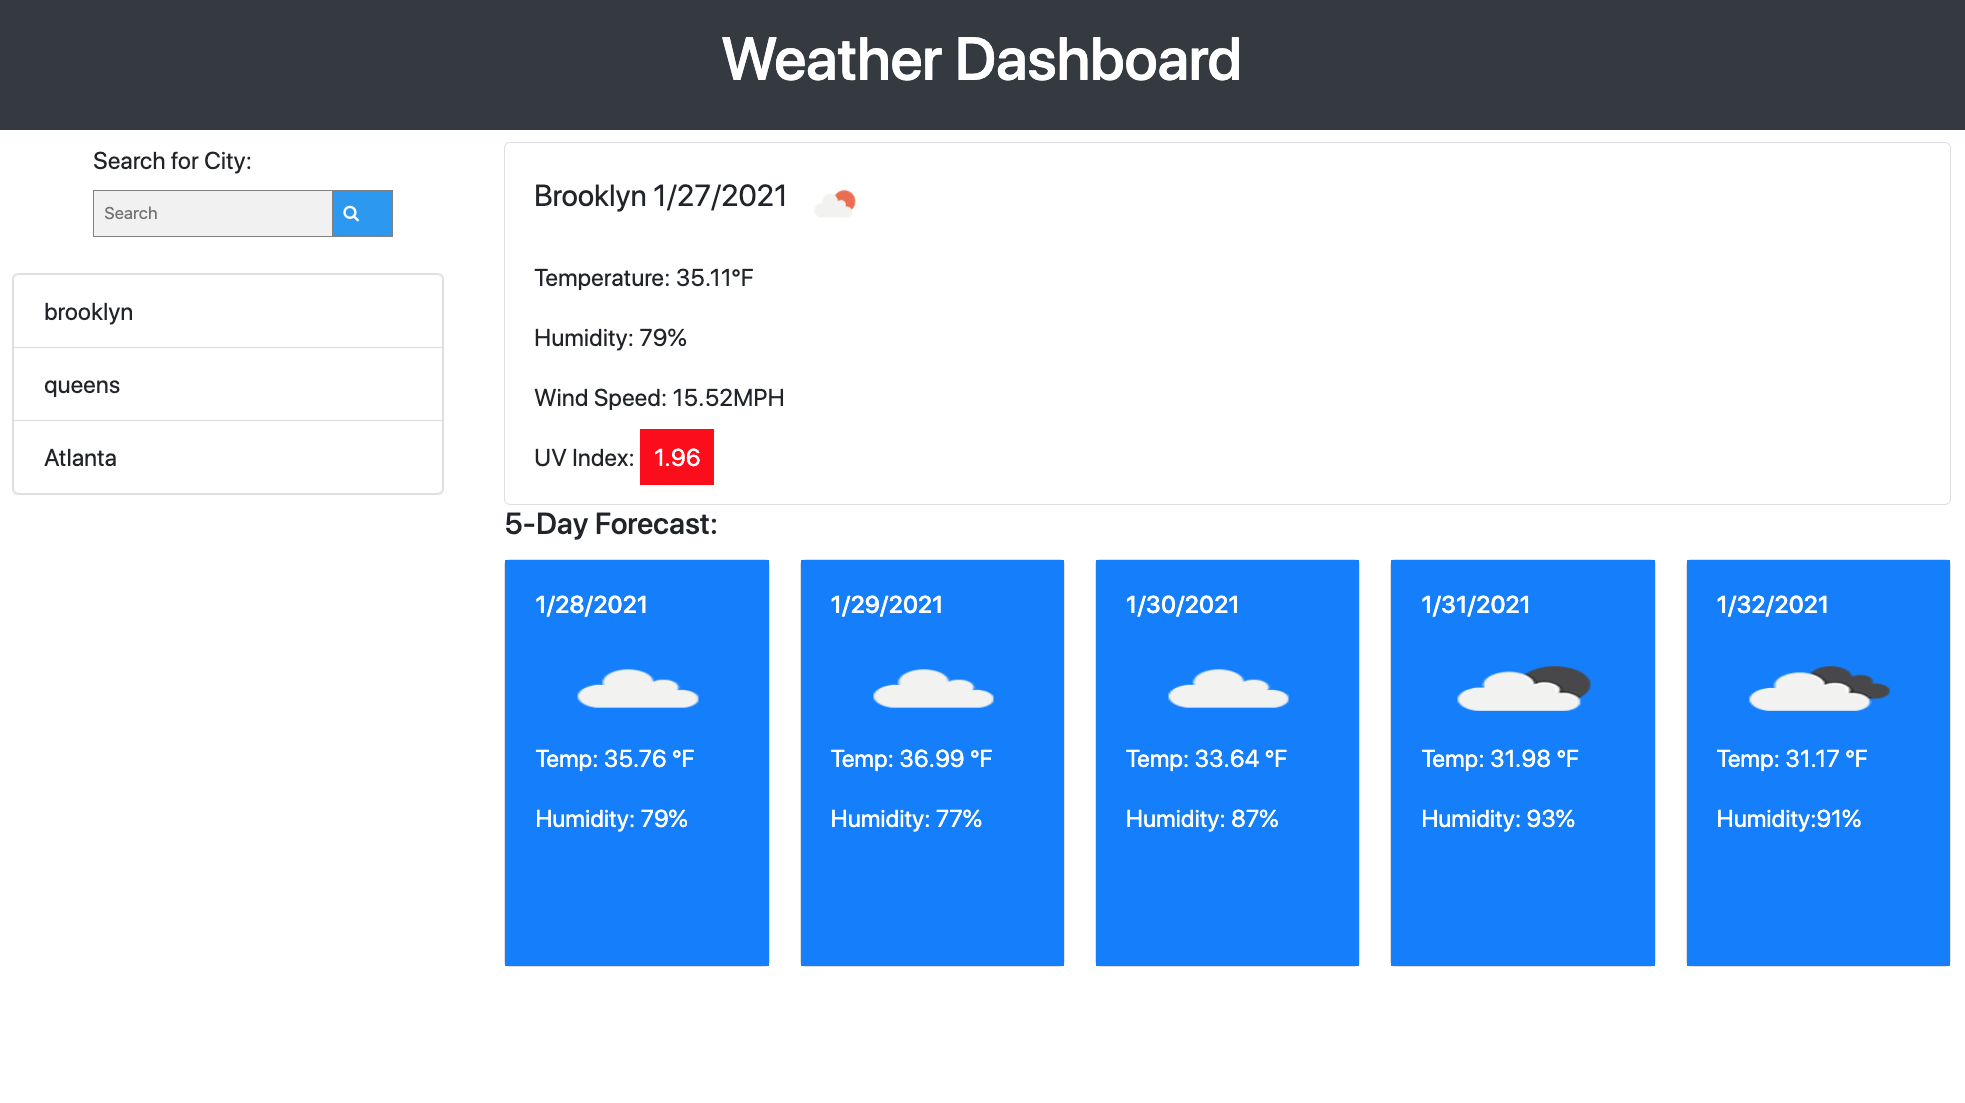 Weather Dashboard
Search for City:
Search
brooklyn
queens
Atlanta
Brooklyn 1/27/2021
Temperature: 35.11°F
Humidity: 79%
Wind Speed: 15.52MPH
UV Index: 1.96
5-Day Forecast:
1/28/2021
Temp: 35.76 °F
Humidity: 79%
1/29/2021
Temp: 36.99 °F
Humidity: 77%
1/30/2021
Temp: 33.64 °F
Humidity: 87%
1/31/2021
Temp: 31.98 °F
Humidity: 93%
1/32/2021
Temp: 31.17 °F
Humidity:91%